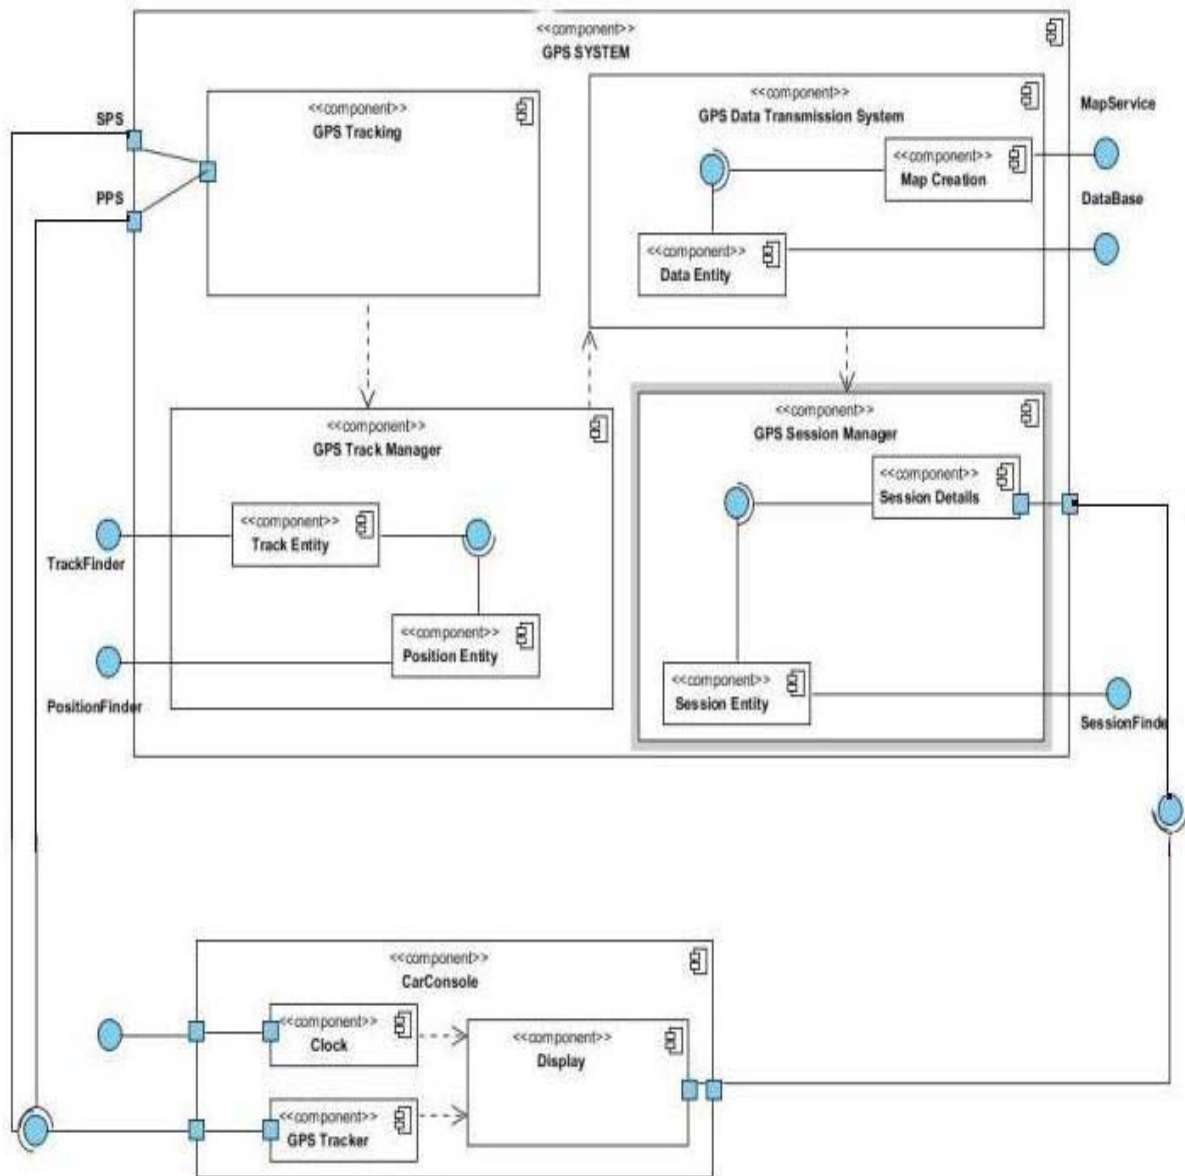 <<component>>
GPS SYSTEM
SPS
PPS
<<component>>
GPS Tracking
<<component>>
GPS Data Transmission System
<<component>>
Map Creation
<<component>>
Data Entity
MapService
DataBase
<<component>>
GPS Track Manager
<<component>>
Track Entity
<<component>>
Position Entity
TrackFinder
PositionFinder
<<component>>
GPS Session Manager
<<component>>
Session Details
<<component>>
Session Entity
SessionFinde
<<component>>
CarConsole
<<component>>
Clock
<<component>>
GPS Tracker
<<component>>
Display